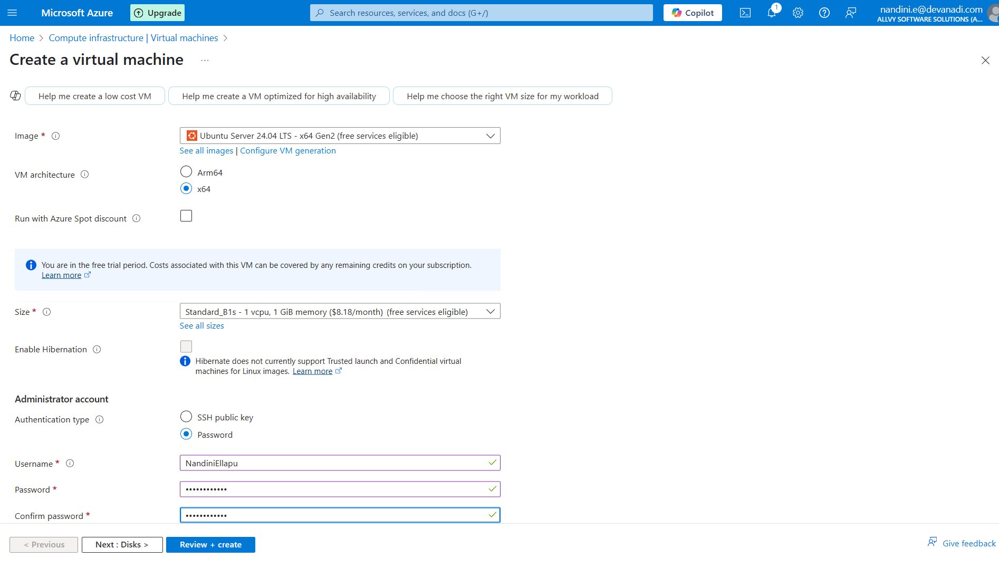 Microsoft Azure
Upgrade
Search resources, services, and docs (G+/)
Copilot
1
nandini.e@devanadi.com
ALLVY SOFTWARE SOLUTIONS (A...
Home > Compute infrastructure | Virtual machines >
Create a virtual machine ...
Help me create a low cost VM
Help me create a VM optimized for high availability
Help me choose the right VM size for my workload
Image *
Ubuntu Server 24.04 LTS - x64 Gen2 (free services eligible)
See all images | Configure VM generation
VM architecture
Arm64
x64
Run with Azure Spot discount
You are in the free trial period. Costs associated with this VM can be covered by any remaining credits on your subscription.
Learn more
Size *
Standard_B1s - 1 vcpu, 1 GiB memory ($8.18/month) (free services eligible)
See all sizes
Enable Hibernation
Hibernate does not currently support Trusted launch and Confidential virtual
machines for Linux images. Learn more
Administrator account
Authentication type
SSH public key
Password
Username *
NandiniEllapu
Password *
••••••••••••
Confirm password *
••••••••••••
< Previous
Next : Disks >
Review + create
Give feedback